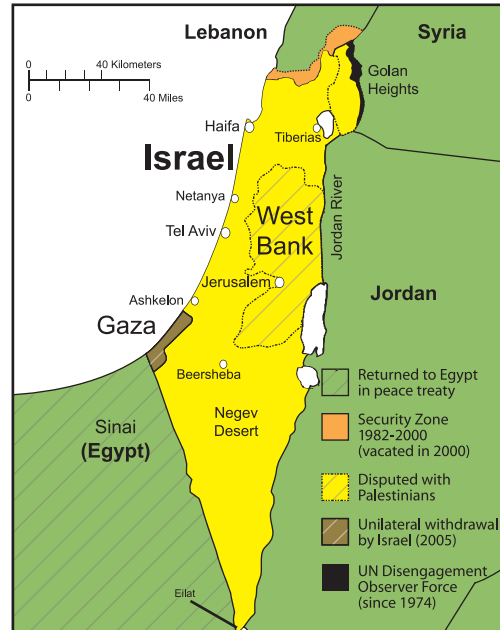 Lebanon
Syria
0 40 Kilometers
0 40 Miles
Golan
Heights
Haifa
Tiberias
Israel
Netanya
West
Bank
Jordan River
Tel Aviv
Jerusalem
Jordan
Ashkelon
Gaza
Beersheba
Returned to Egypt
in peace treaty
Negev
Desert
Sinai
(Egypt)
Security Zone
1982-2000
(vacated in 2000)
Disputed with
Palestinians
Unilateral withdrawal
by Israel (2005)
UN Disengagement
Observer Force
(since 1974)
Eilat